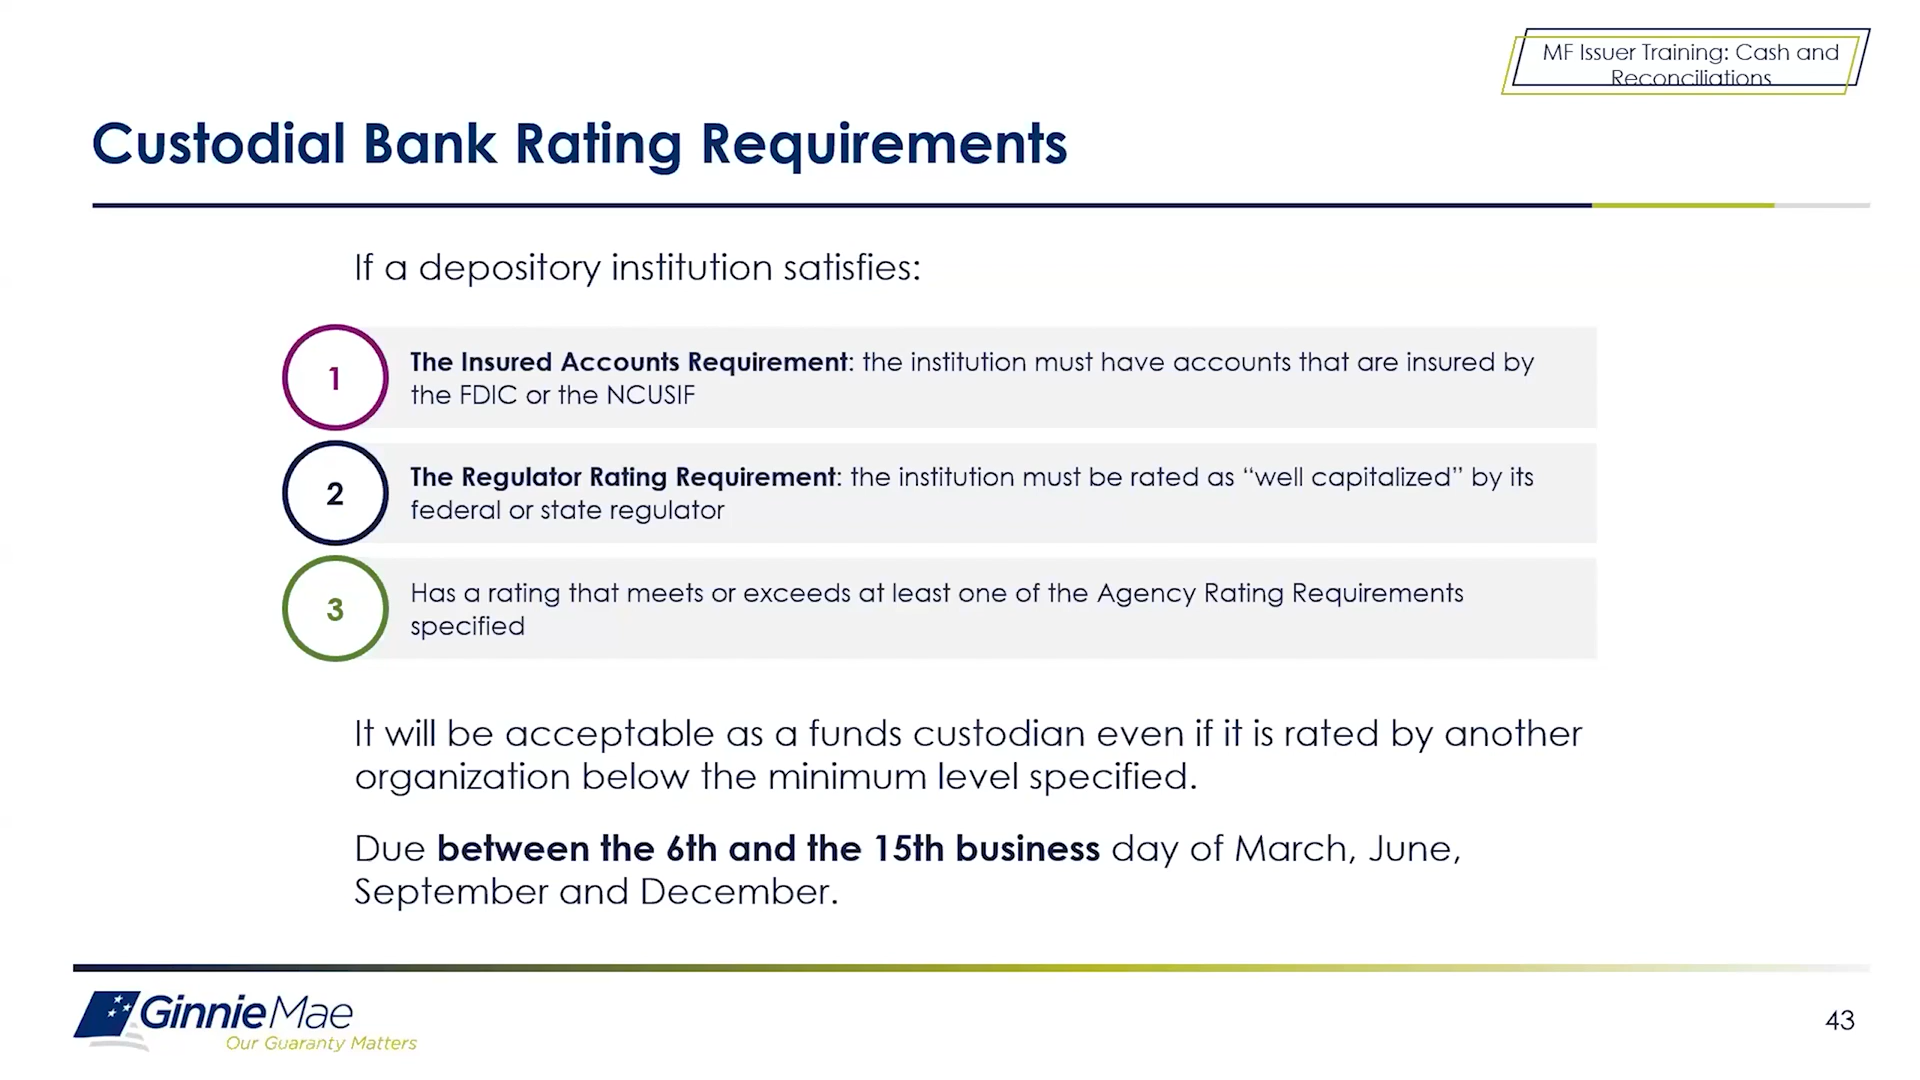 MF Issuer Training: Cash and
Reconciliations
Custodial Bank Rating Requirements
If a depository institution satisfies:
1
The Insured Accounts Requirement: the institution must have accounts that are insured by
the FDIC or the NCUSIF
2
The Regulator Rating Requirement: the institution must be rated as “well capitalized” by its
federal or state regulator
3
Has a rating that meets or exceeds at least one of the Agency Rating Requirements
specified
It will be acceptable as a funds custodian even if it is rated by another
organization below the minimum level specified.
Due between the 6th and the 15th business day of March, June,
September and December.
GinnieMae
Our Guaranty Matters
43